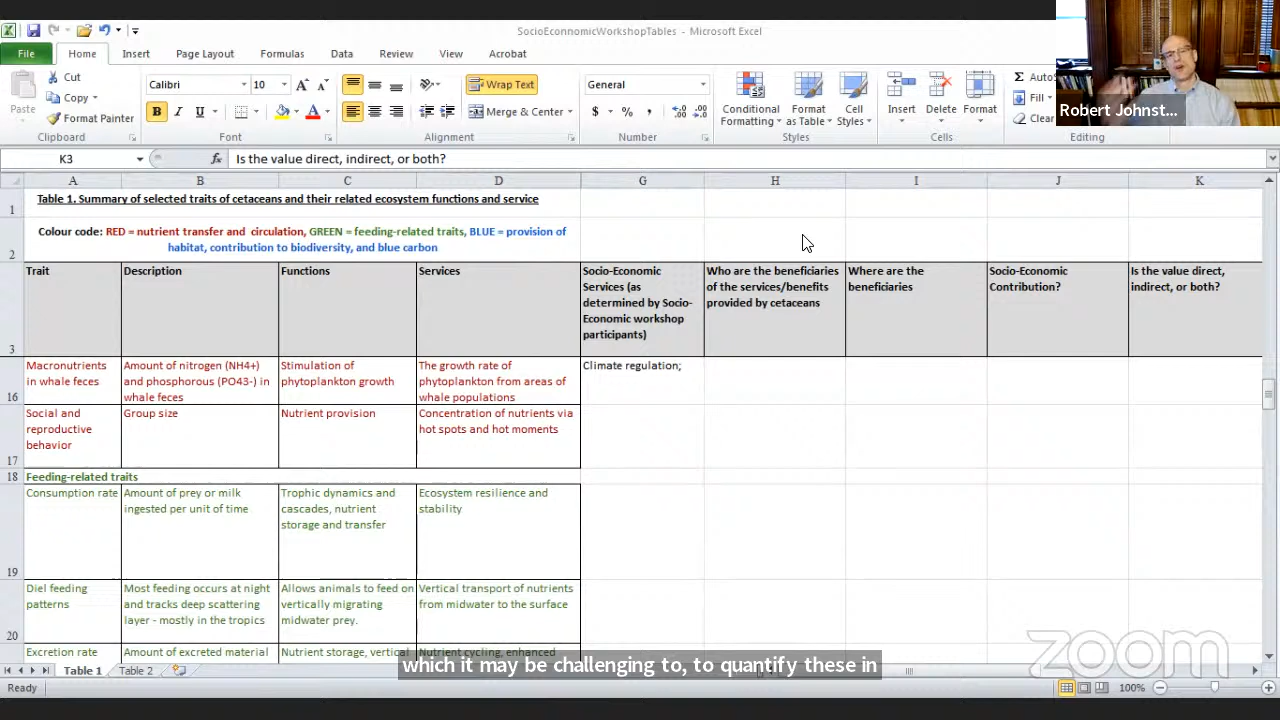 SocioEconnomicWorkshopTables - Microsoft Excel
File Home Insert Page Layout Formulas Data Review View Acrobat
Paste
Cut
Copy
Format Painter
Clipboard
Calibri 10
B I U
Font
Wrap Text
Merge & Center
Alignment
General
$ % ,
Number
Conditional Formatting
Format as Table
Cell Styles
Styles
Insert Delete Format
Cells
Fill
Editing
Robert Johnst...
K3 fx Is the value direct, indirect, or both?
A B C D G H I J K
1 Table 1. Summary of selected traits of cetaceans and their related ecosystem functions and service
2 Colour code: RED = nutrient transfer and circulation, GREEN = feeding-related traits, BLUE = provision of
habitat, contribution to biodiversity, and blue carbon
3
Trait
Description
Functions
Services
Socio-Economic
Services (as
determined by Socio-
Economic workshop
participants)
Who are the beneficiaries
of the services/benefits
provided by cetaceans
Where are the
beneficiaries
Socio-Economic
Contribution?
Is the value direct,
indirect, or both?
16
Macronutrients
in whale feces
Amount of nitrogen (NH4+)
and phosphorous (PO43-) in
whale feces
Stimulation of
phytoplankton growth
The growth rate of
phytoplankton from areas of
whale populations
Climate regulation;
17
Social and
reproductive
behavior
Group size
Nutrient provision
Concentration of nutrients via
hot spots and hot moments
18 Feeding-related traits
19
Consumption rate
Amount of prey or milk
ingested per unit of time
Trophic dynamics and
cascades, nutrient
storage and transfer
Ecosystem resilience and
stability
20
Diel feeding
patterns
Most feeding occurs at night
and tracks deep scattering
layer - mostly in the tropics
Allows animals to feed on
vertically migrating
midwater prey.
Vertical transport of nutrients
from midwater to the surface
Excretion rate
Amount of excreted material
Nutrient storage, vertical
Nutrient cycling, enhanced
which it may be challenging to, to quantify these in
zoom
Table 1 Table 2
Ready
100%